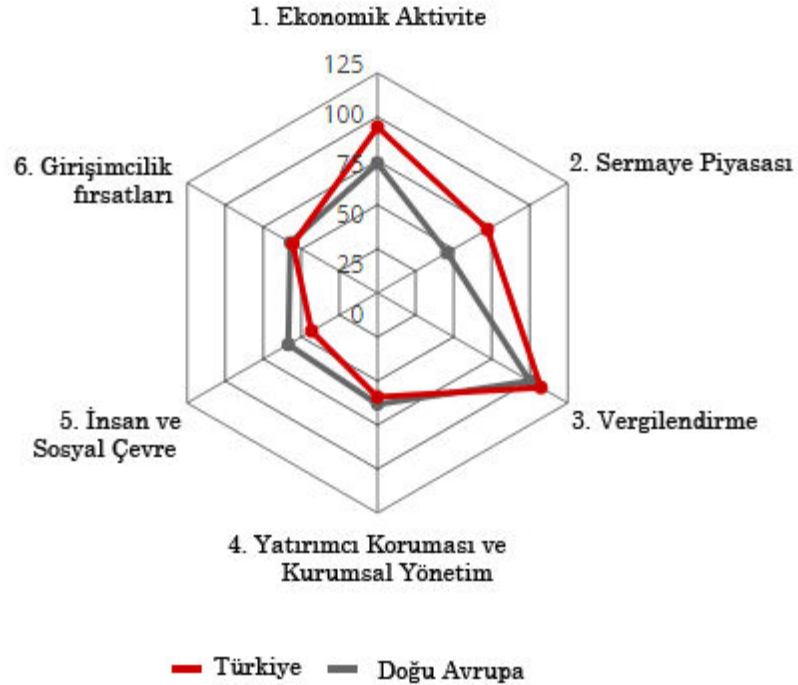 1. Ekonomik Aktivite
125
100
75
50
25
0
2. Sermaye Piyasası
3. Vergilendirme
4. Yatırımcı Koruması ve
Kurumsal Yönetim
5. İnsan ve
Sosyal Çevre
6. Girişimcilik
fırsatları
Türkiye
Doğu Avrupa